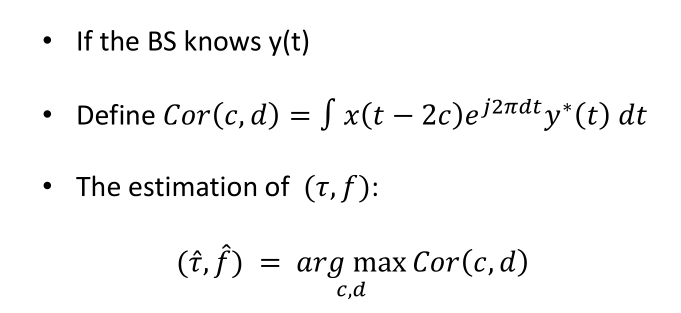 • If the BS knows y(t)
• Define Cor(c, d) = ∫ x(t − 2c)e^{j2πdt} y*(t) dt
• The estimation of (τ, f):
(τ̂, f̂) = arg max Cor(c, d)
c,d